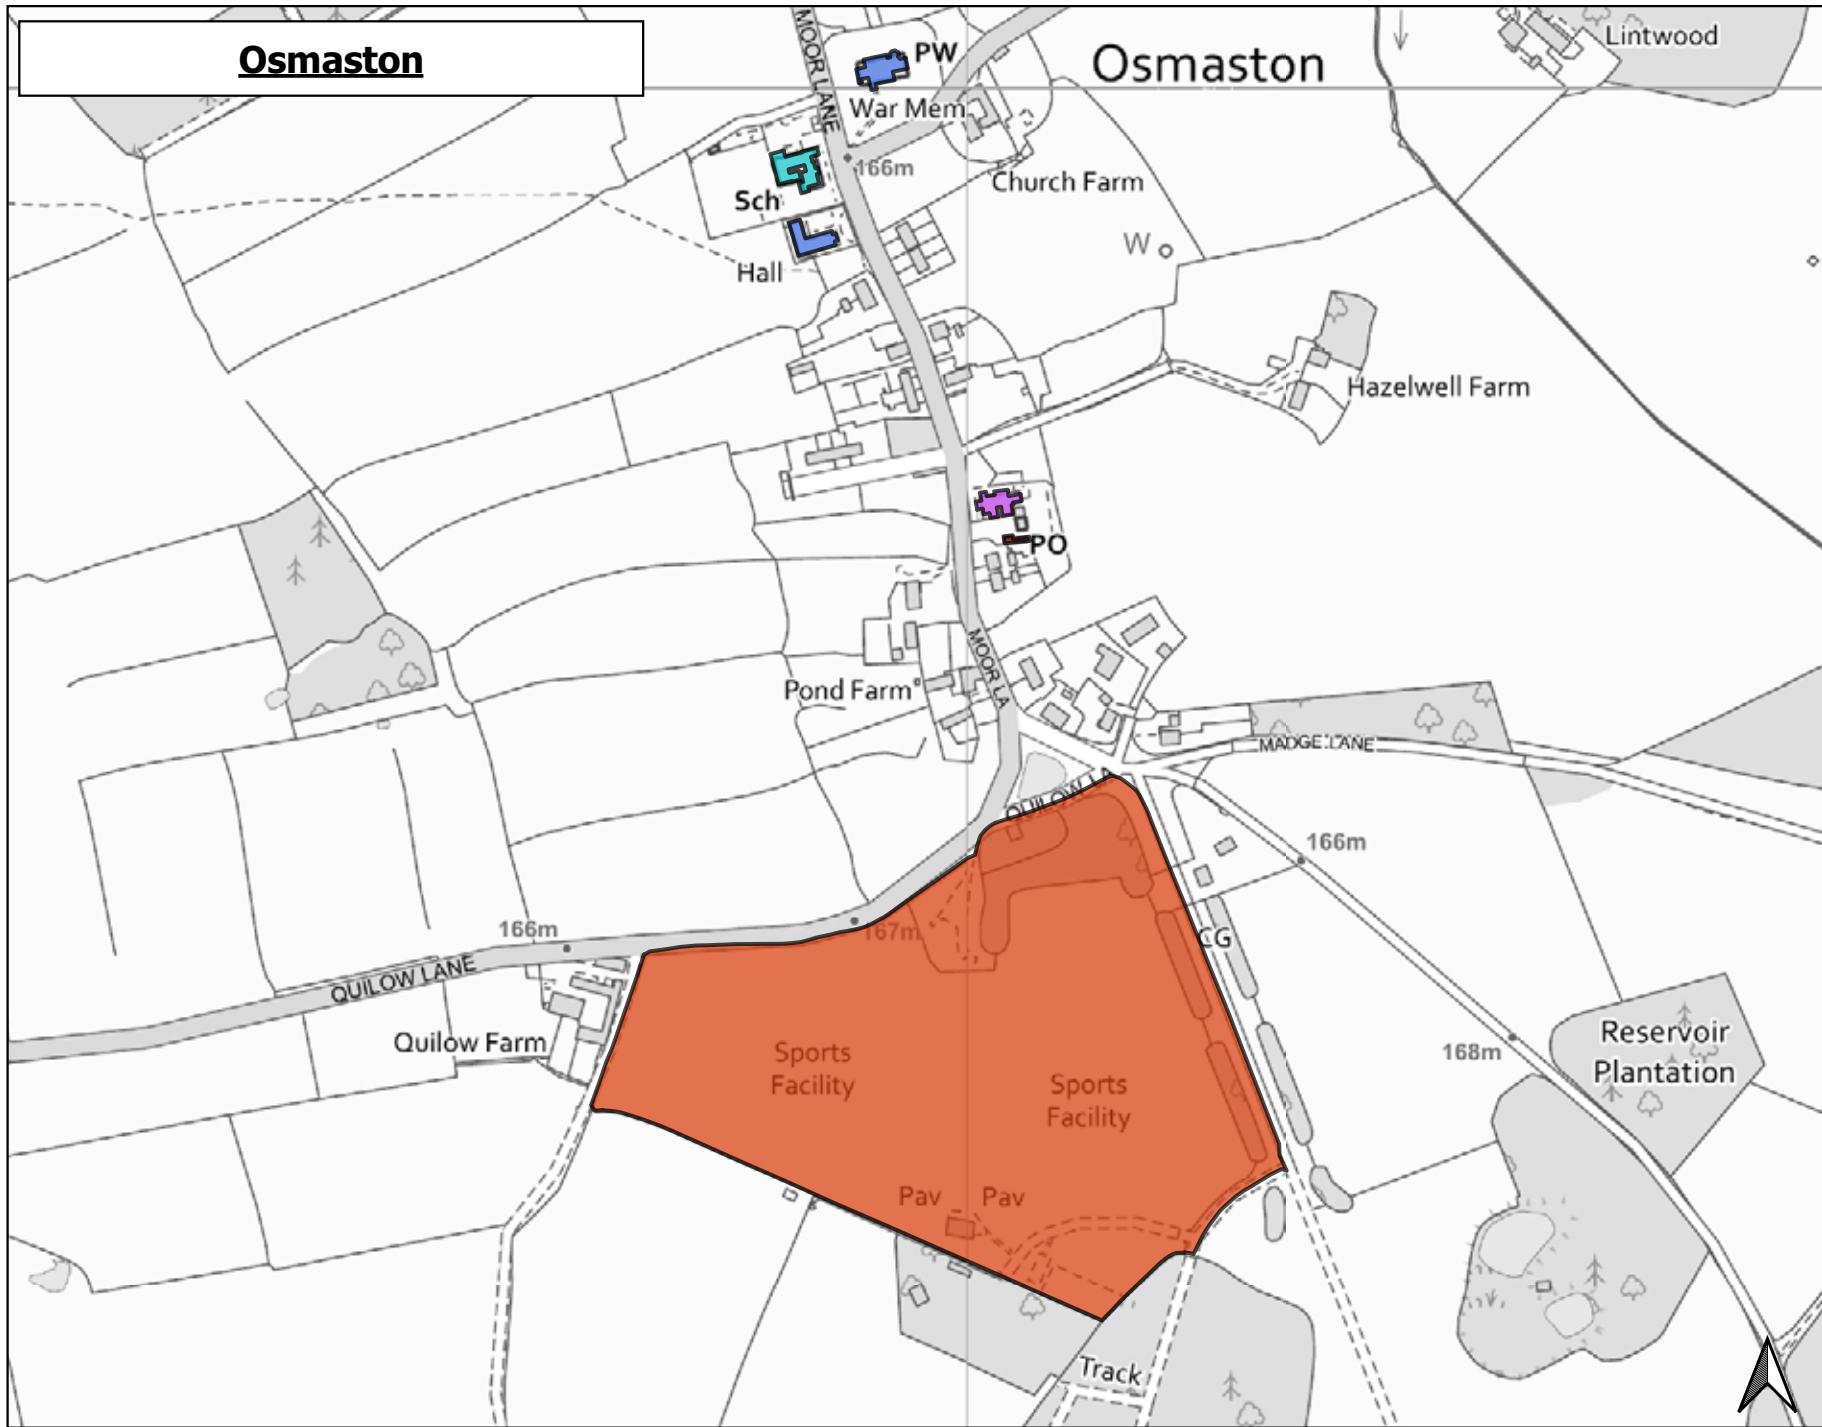 Osmaston
MOOR LANE
PW
Osmaston
Lintwood
War Mem
166m
Church Farm
Sch
W
Hall
Hazelwell Farm
PO
MOOR LA
Pond Farm
MADGE LANE
QUILOW
166m
167m
166m
CG
QUILOW LANE
Quilow Farm
Sports
Facility
Sports
Facility
168m
Reservoir
Plantation
Pav
Pav
Track